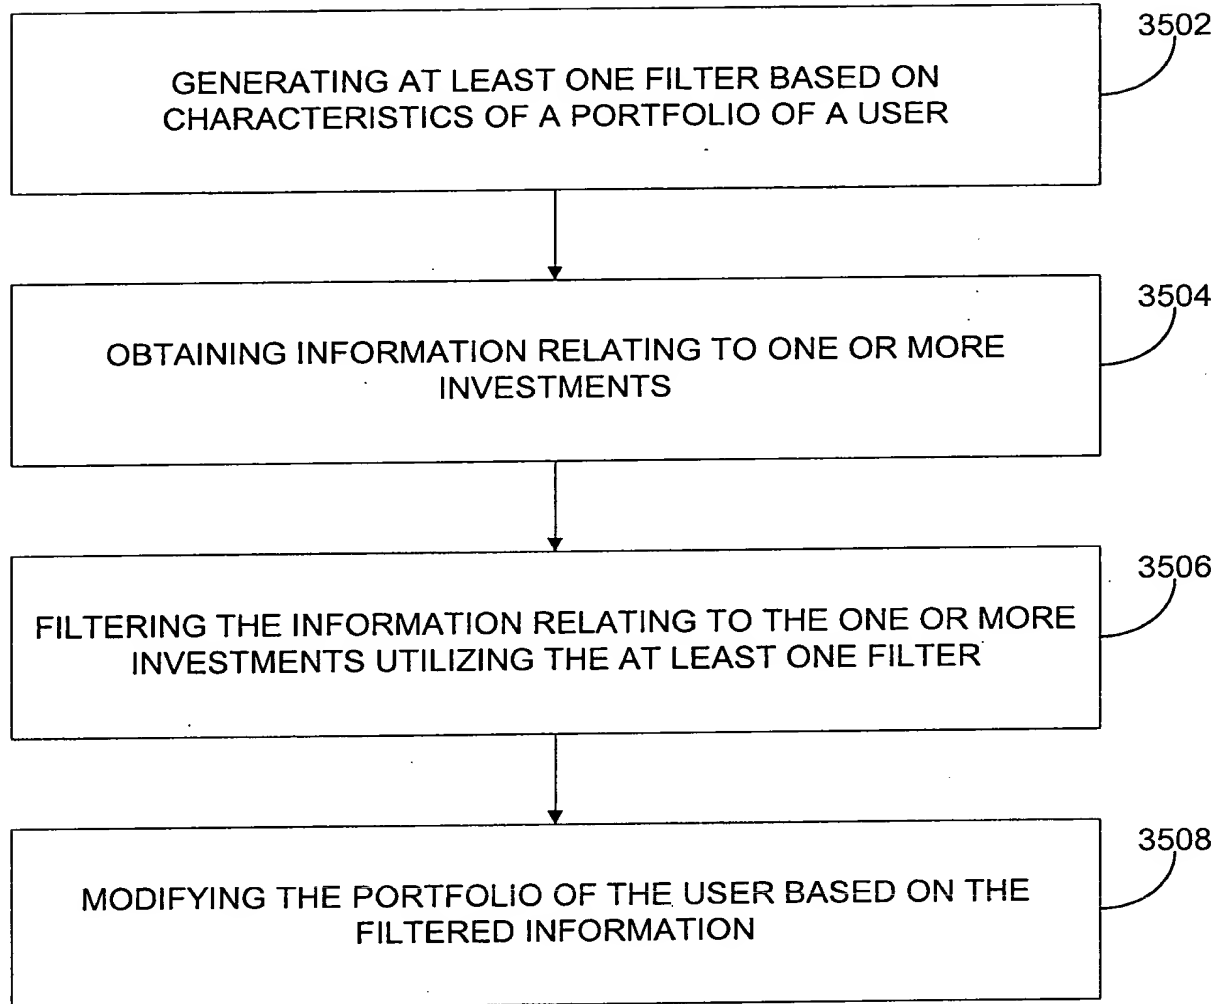 3502
GENERATING AT LEAST ONE FILTER BASED ON
CHARACTERISTICS OF A PORTFOLIO OF A USER
3504
OBTAINING INFORMATION RELATING TO ONE OR MORE
INVESTMENTS
3506
FILTERING THE INFORMATION RELATING TO THE ONE OR MORE
INVESTMENTS UTILIZING THE AT LEAST ONE FILTER
3508
MODIFYING THE PORTFOLIO OF THE USER BASED ON THE
FILTERED INFORMATION